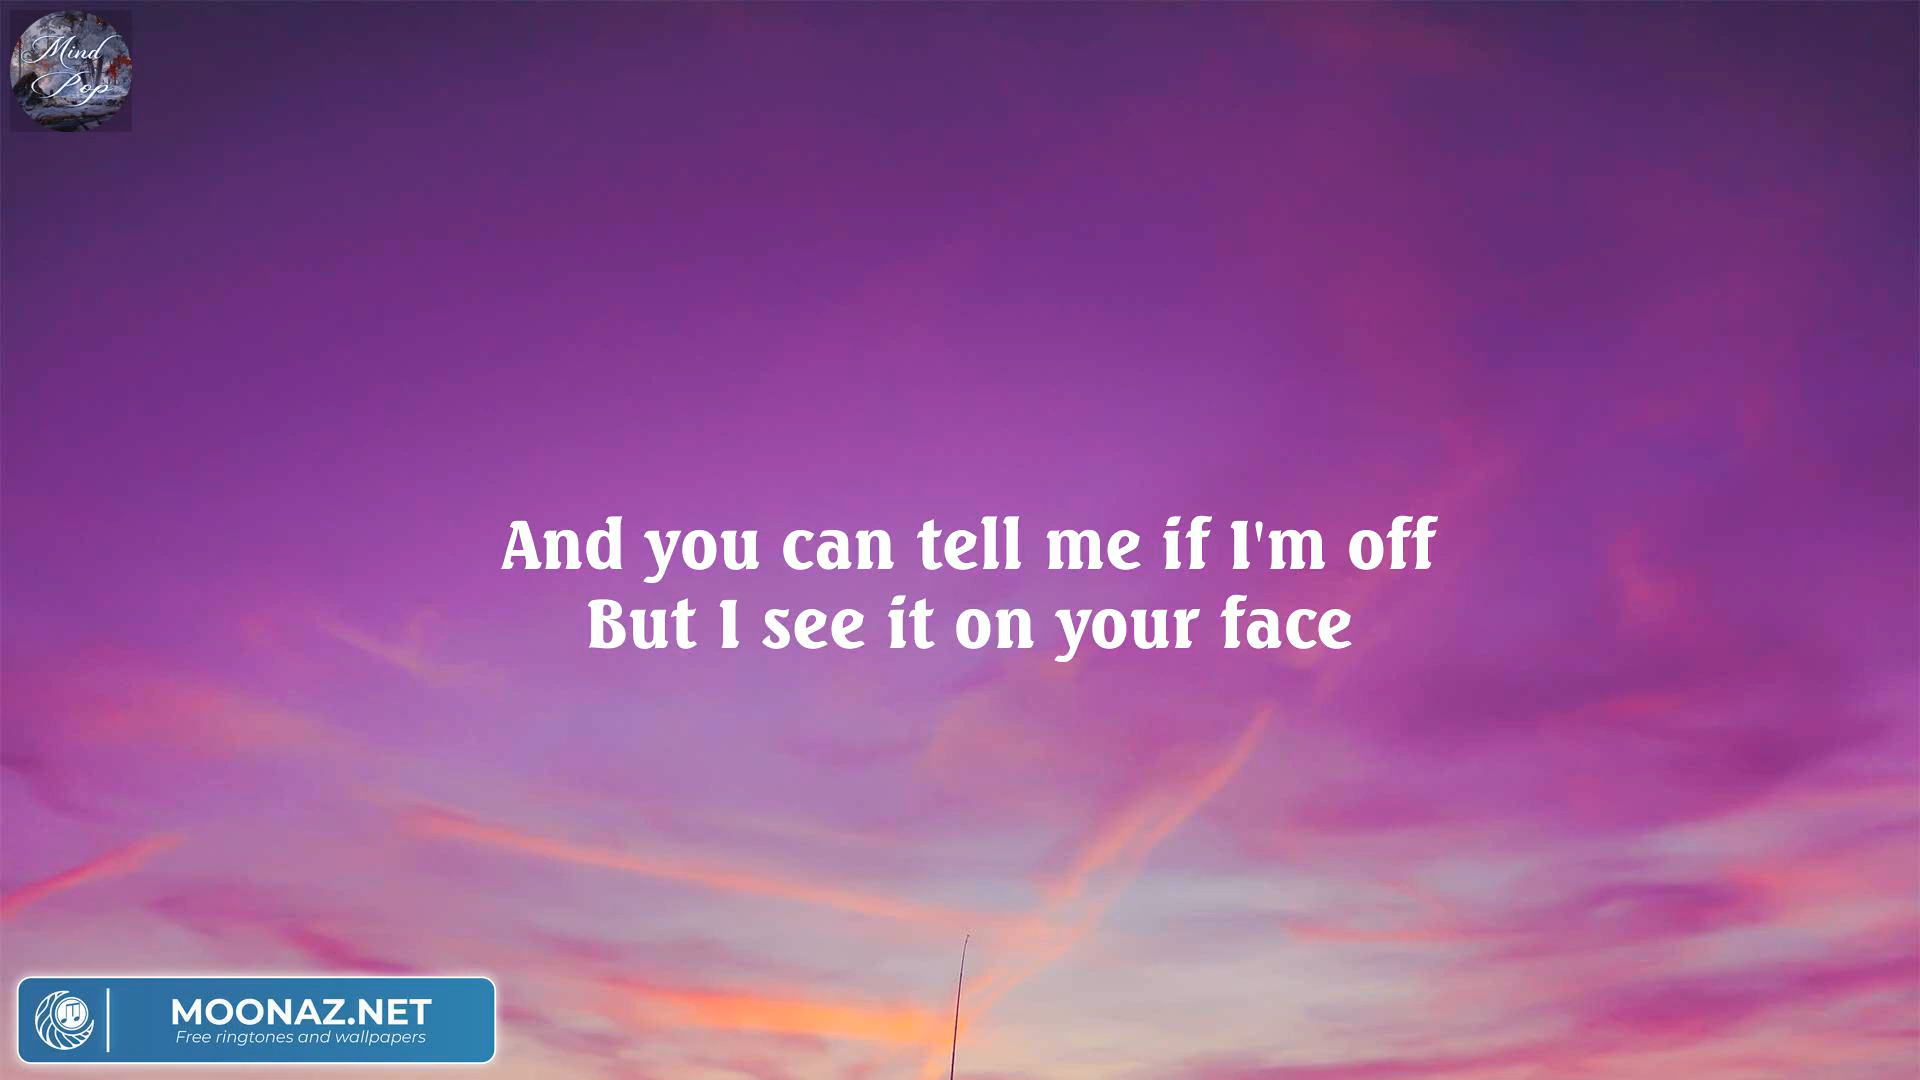 Mind
Pop
And you can tell me if I'm off
But I see it on your face
MOONAZ.NET
Free ringtones and wallpapers